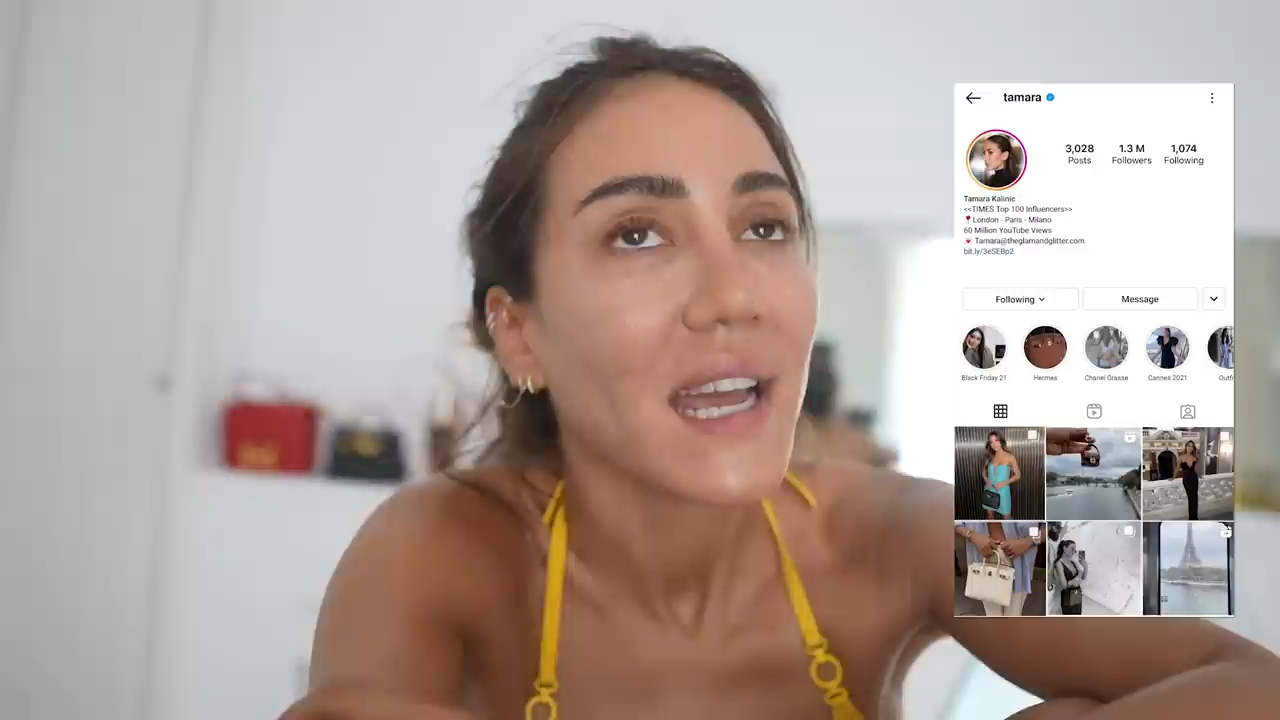 tamara
3,028 1.3 M 1,074
Posts Followers Following
Tamara Kalinic
<<TIMES Top 100 Influencers>>
London - Paris - Milano
60 Million YouTube Views
Tamara@theglamandglitter.com
bit.ly/3eSEBp2
Following Message
Black Friday 21 Hermes Chanel Grasse Cannes 2021 Outf